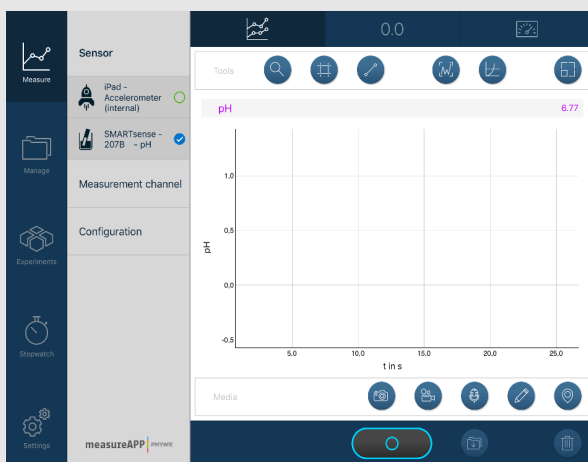 Measure
Manage
Experiments
Stopwatch
Settings
Sensor
iPad -
Accelerometer
(internal)
SMARTsense -
207B - pH
Measurement channel
Configuration
measureAPP PHYWE
0.0
Tools
pH 6.77
1,0
0,5
0,0
-0,5
pH
5,0 10,0 15,0 20,0 25,0
t in s
Media